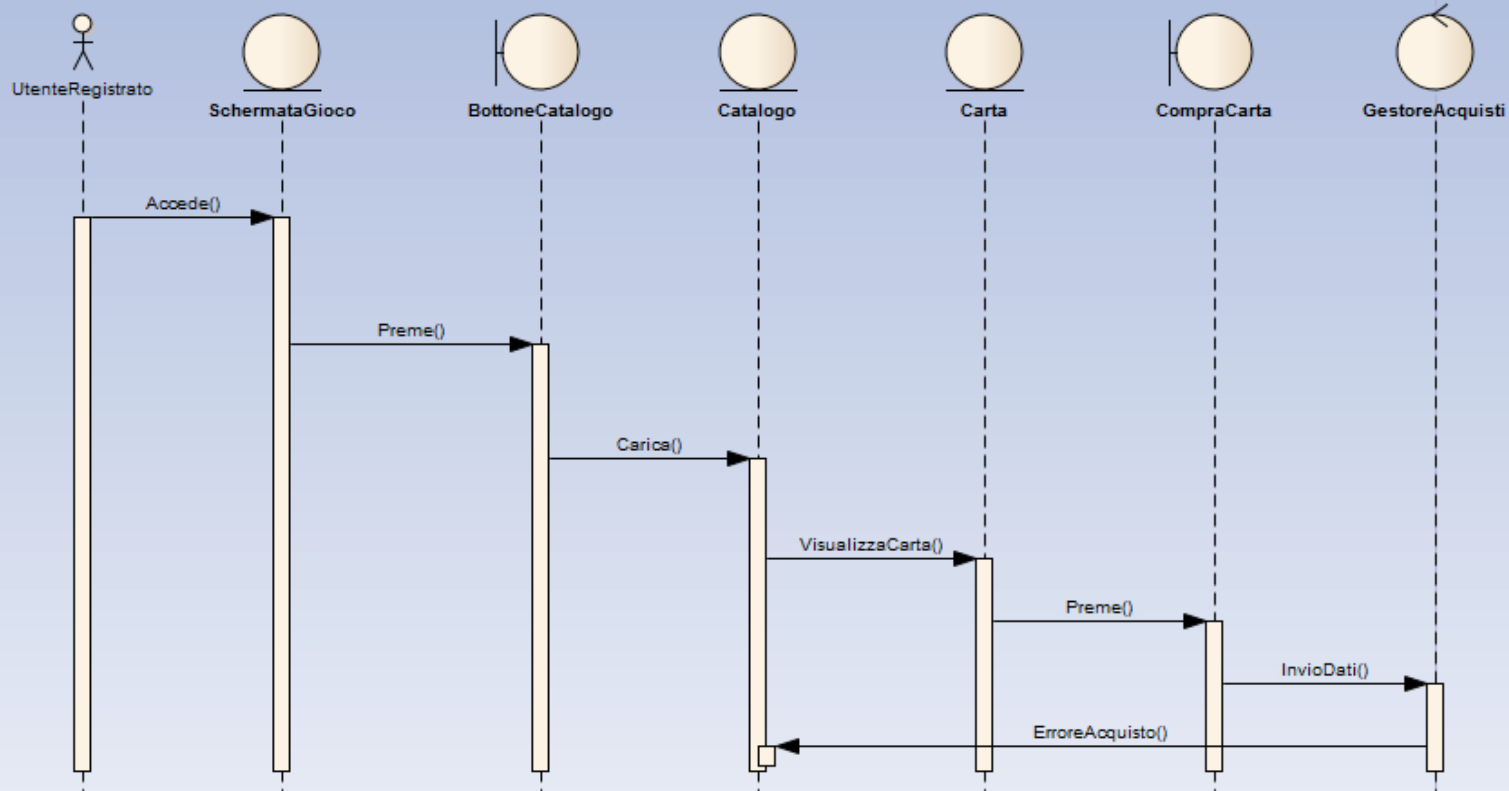 UtenteRegistrato
SchermataGioco
BottoneCatalogo
Catalogo
Carta
CompraCarta
GestoreAcquisti
Accede()
Preme()
Carica()
VisualizzaCarta()
Preme()
InvioDati()
ErroreAcquisto()